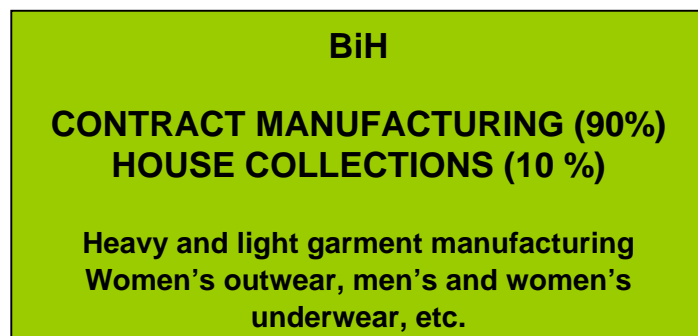 BiH
CONTRACT MANUFACTURING (90%)
HOUSE COLLECTIONS (10 %)
Heavy and light garment manufacturing
Women’s outwear, men’s and women’s
underwear, etc.